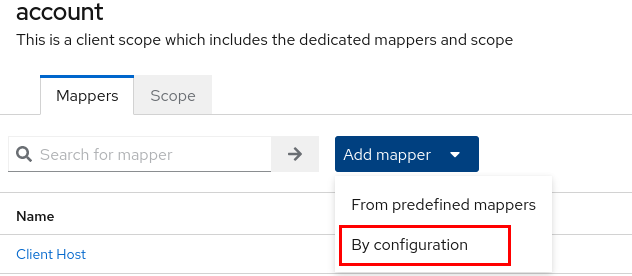 account
This is a client scope which includes the dedicated mappers and scope
Mappers
Scope
Search for mapper
Add mapper
From predefined mappers
By configuration
Name
Client Host